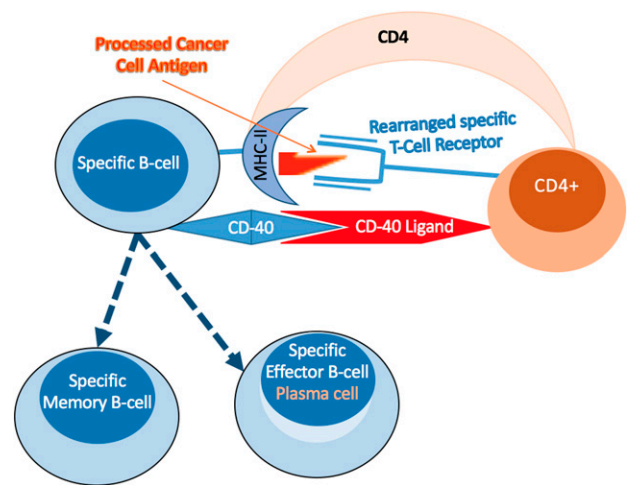 Processed Cancer
Cell Antigen
CD4
Specific B-cell
MHC-II
Rearranged specific
T-Cell Receptor
CD4+
CD-40
CD-40 Ligand
Specific
Memory B-cell
Specific
Effector B-cell
Plasma cell